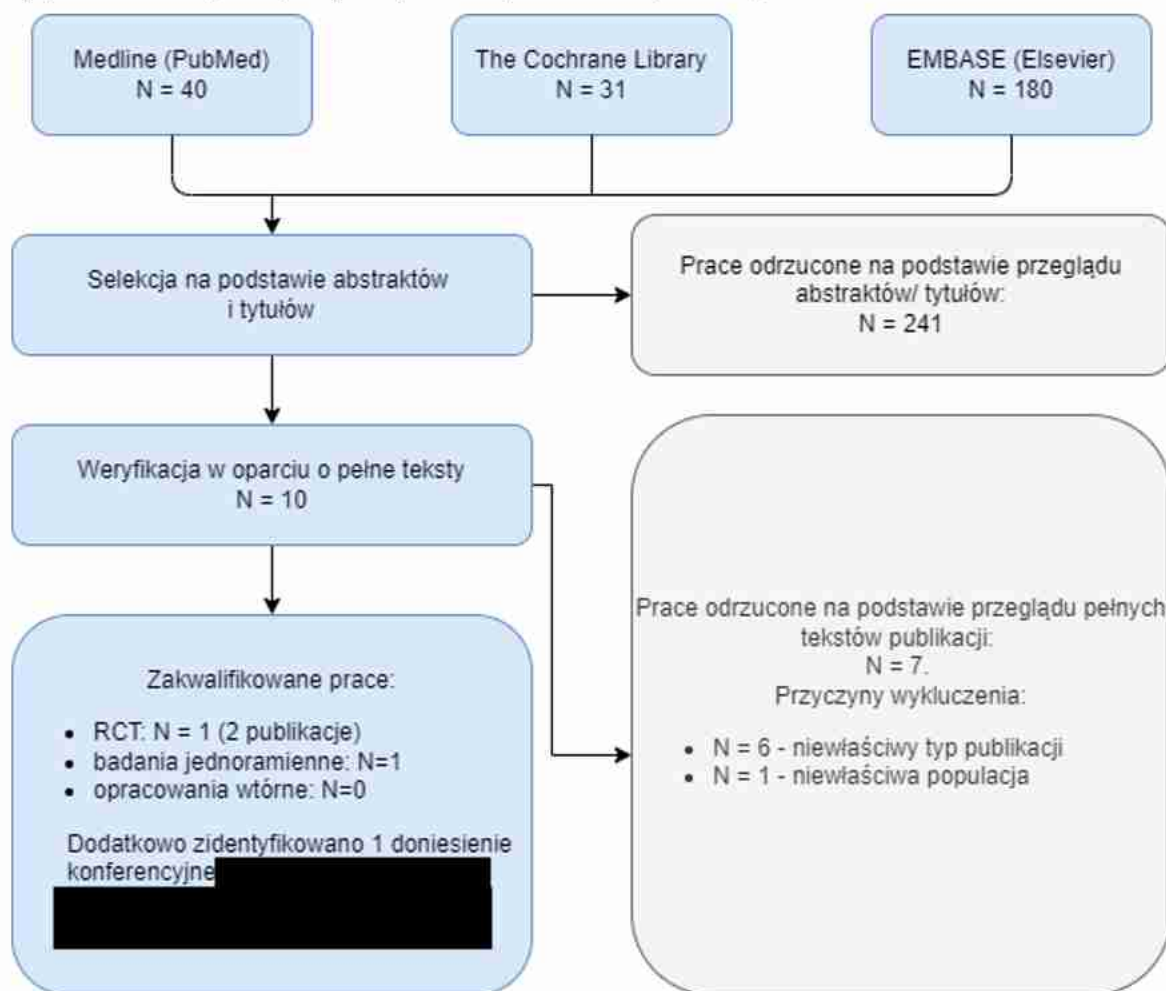 Medline (PubMed)
N = 40
The Cochrane Library
N = 31
EMBASE (Elsevier)
N = 180
Selekcja na podstawie abstraktów
i tytułów
Prace odrzucone na podstawie przeglądu
abstraktów/ tytułów:
N = 241
Weryfikacja w oparciu o pełne teksty
N = 10
Prace odrzucone na podstawie przeglądu pełnych
tekstów publikacji:
N = 7.
Przyczyny wykluczenia:
• N = 6 - niewłaściwy typ publikacji
• N = 1 - niewłaściwa populacja
Zakwalifikowane prace:
• RCT: N = 1 (2 publikacje)
• badania jednoramienne: N=1
• opracowania wtórne: N=0
Dodatkowo zidentyfikowano 1 doniesienie
konferencyjne